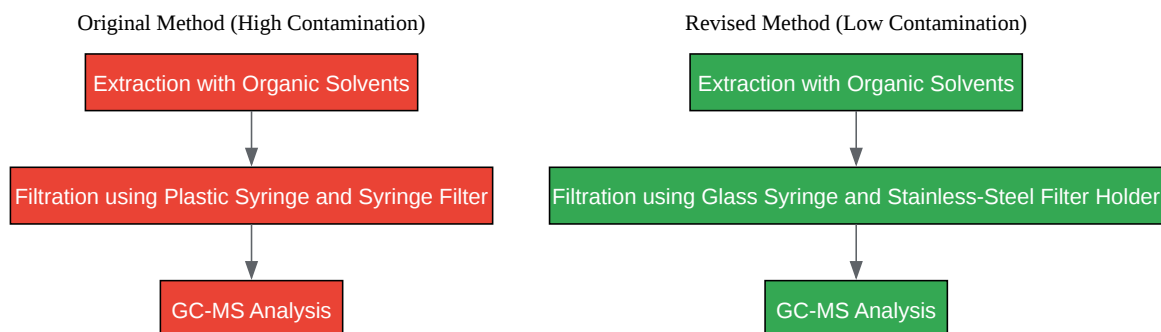 Original Method (High Contamination)
Extraction with Organic Solvents
Filtration using Plastic Syringe and Syringe Filter
GC-MS Analysis
Revised Method (Low Contamination)
Extraction with Organic Solvents
Filtration using Glass Syringe and Stainless-Steel Filter Holder
GC-MS Analysis